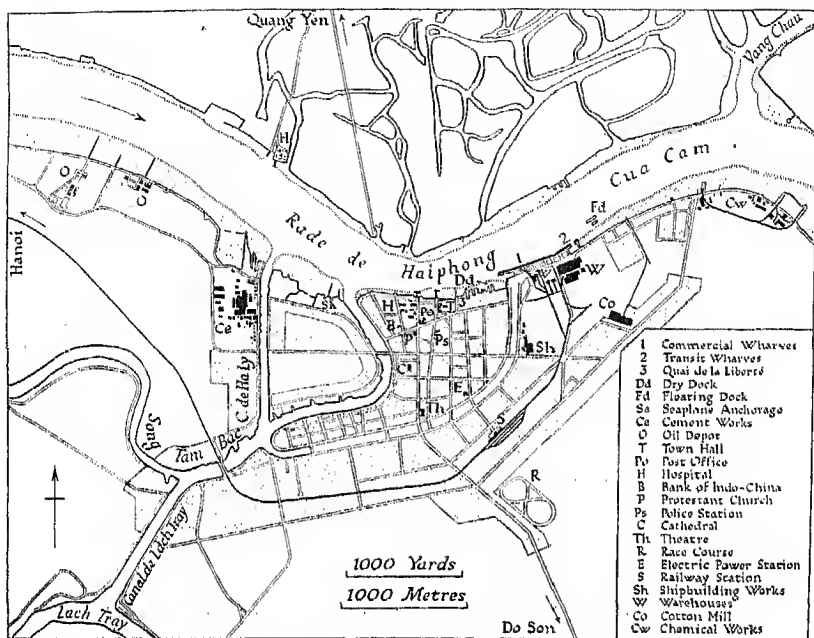 Quang Yen
Vang Chau
H
Cua Cam
O
O
Fd
Cw
Rade de Haiphong
Hanoi
1
2
W
Dd
Sk
H
Po
T
3
B
P
Ps
Co
Ce
C
Sh
E
Th
S
C. de Ha Ly
Song Tam Bac
R
Canal de Lach Tray
Lach Tray
1000 Yards
1000 Metres
Do Son
1 Commercial Wharves
2 Transit Wharves
3 Quai de la Liberté
Dd Dry Dock
Fd Floating Dock
Sa Seaplane Anchorage
Ce Cement Works
O Oil Depot
T Town Hall
Po Post Office
H Hospital
B Bank of Indo-China
P Protestant Church
Ps Police Station
C Cathedral
Th Theatre
R Race Course
E Electric Power Station
S Railway Station
Sh Shipbuilding Works
W Warehouses
Co Cotton Mill
Cw Chemical Works